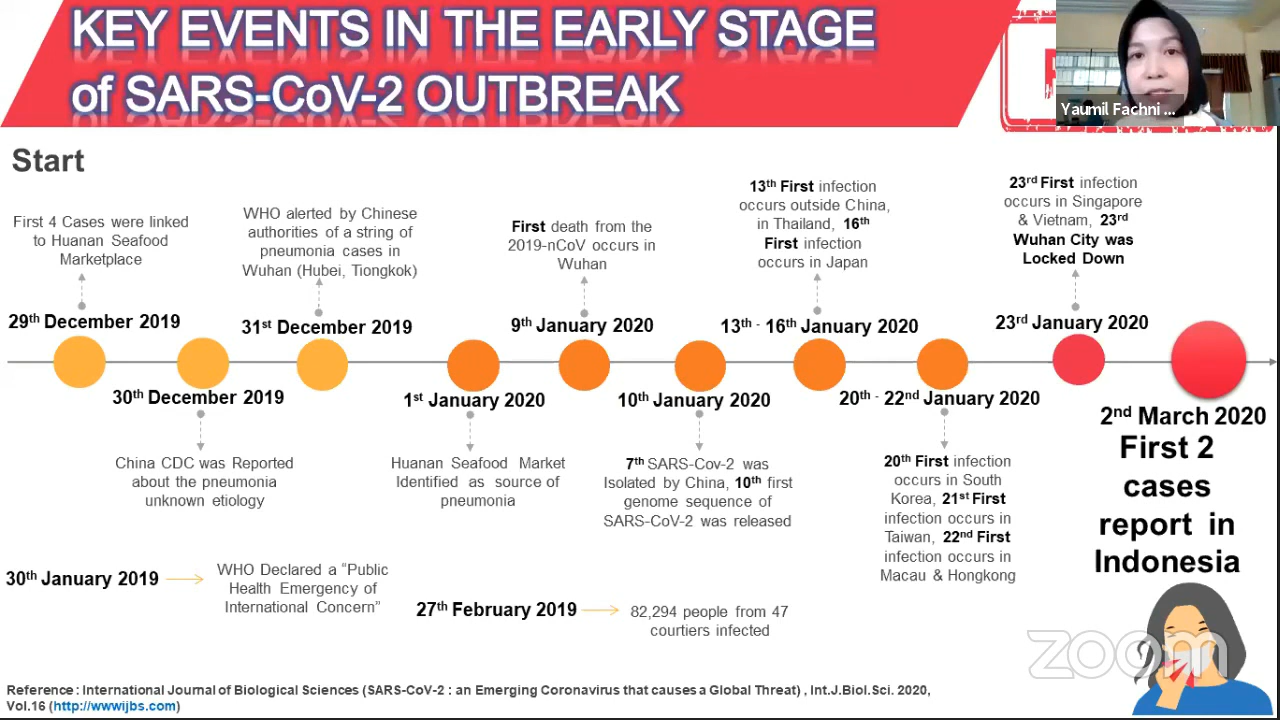 KEY EVENTS IN THE EARLY STAGE
of SARS-CoV-2 OUTBREAK
Yaumil Fachni ...
Start
First 4 Cases were linked
to Huanan Seafood
Marketplace
29th December 2019
30th December 2019
China CDC was Reported
about the pneumonia
unknown etiology
WHO alerted by Chinese
authorities of a string of
pneumonia cases in
Wuhan (Hubei, Tiongkok)
31st December 2019
1st January 2020
Huanan Seafood Market
Identified as source of
pneumonia
First death from the
2019-nCoV occurs in
Wuhan
9th January 2020
10th January 2020
7th SARS-Cov-2 was
Isolated by China, 10th first
genome sequence of
SARS-CoV-2 was released
13th First infection
occurs outside China,
in Thailand, 16th
First infection
occurs in Japan
13th - 16th January 2020
20th - 22nd January 2020
20th First infection
occurs in South
Korea, 21st First
infection occurs in
Taiwan, 22nd First
infection occurs in
Macau & Hongkong
23rd First infection
occurs in Singapore
& Vietnam, 23rd
Wuhan City was
Locked Down
23rd January 2020
2nd March 2020
First 2
cases
report in
Indonesia
30th January 2019
WHO Declared a “Public
Health Emergency of
International Concern”
27th February 2019
82,294 people from 47
courtiers infected
zoom
Reference : International Journal of Biological Sciences (SARS-CoV-2 : an Emerging Coronavirus that causes a Global Threat) , Int.J.Biol.Sci. 2020,
Vol.16 (http://wwwijbs.com)